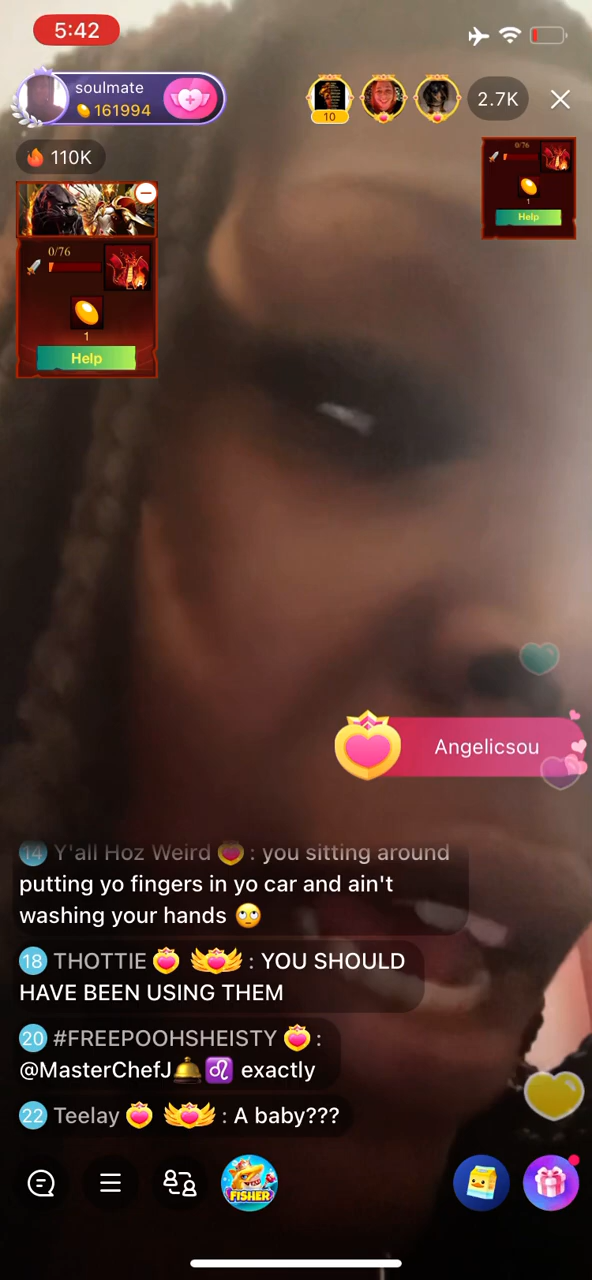 5:42
soulmate
161994
10
2.7K
110K
0/76
1
Help
0/76
1
Help
Angelicsou
14 Y'all Hoz Weird : you sitting around
putting yo fingers in yo car and ain't
washing your hands 🙄
18 THOTTIE : YOU SHOULD
HAVE BEEN USING THEM
20 #FREEPOOHSHEISTY :
@MasterChefJ🛎️♌ exactly
22 Teelay : A baby???
FISHER